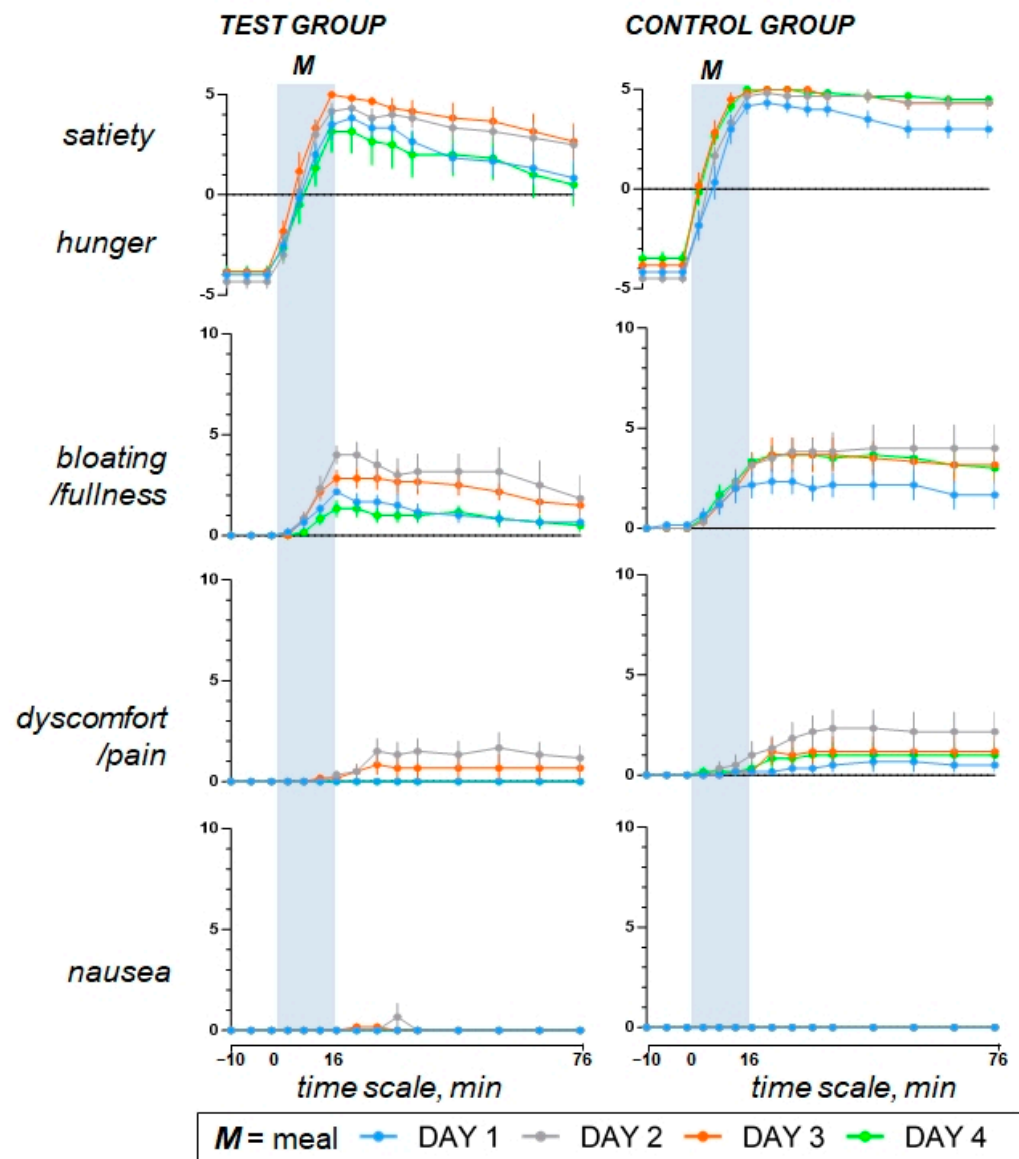 TEST GROUP CONTROL GROUP
M M
5 5
satiety
0 0
hunger
-5 -5
10 10
bloating
/fullness
5 5
0 0
10 10
5 5
dyscomfort
/pain
0 0
10 10
5 5
nausea
0 0
–10 0 16 76 –10 0 16 76
time scale, min time scale, min
M = meal DAY 1 DAY 2 DAY 3 DAY 4